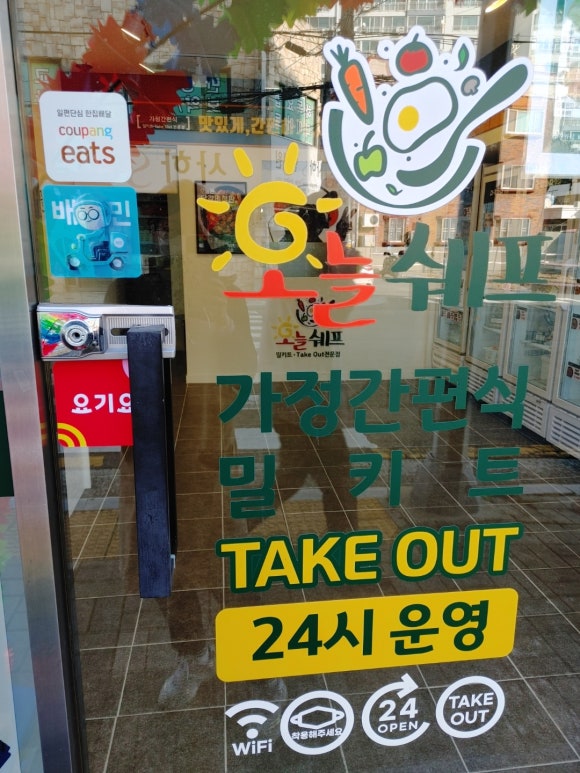 일편단심 한집배달
coupang
eats
배 민
가정간편식
맛있게, 간편
오늘 쉐프
오늘 쉐프
밀키트 · Take Out전문점
요기요
가정간편식
밀 키 트
TAKE OUT
24시 운영
WiFi
착용해주세요
24
OPEN
TAKE
OUT